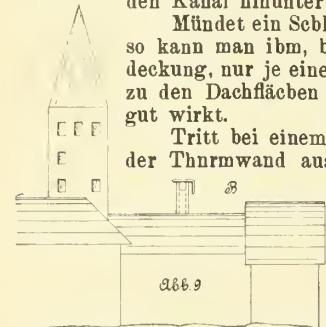 den Kanal hinunter
Mündet ein Schl
so kann man ihm, b
deckung, nur je eine
zu den Dachflächen
gut wirkt.
Tritt bei einem
der Thurmwand aus
B
Abb. 9